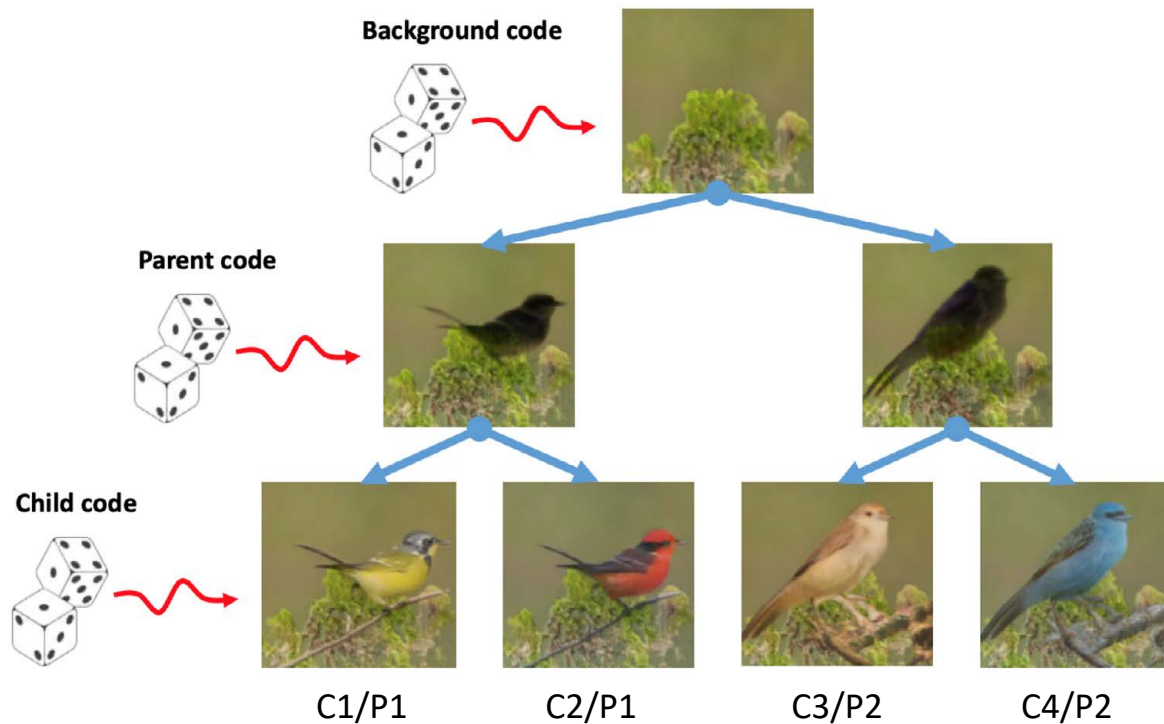 Background code
Parent code
Child code
C1/P1
C2/P1
C3/P2
C4/P2